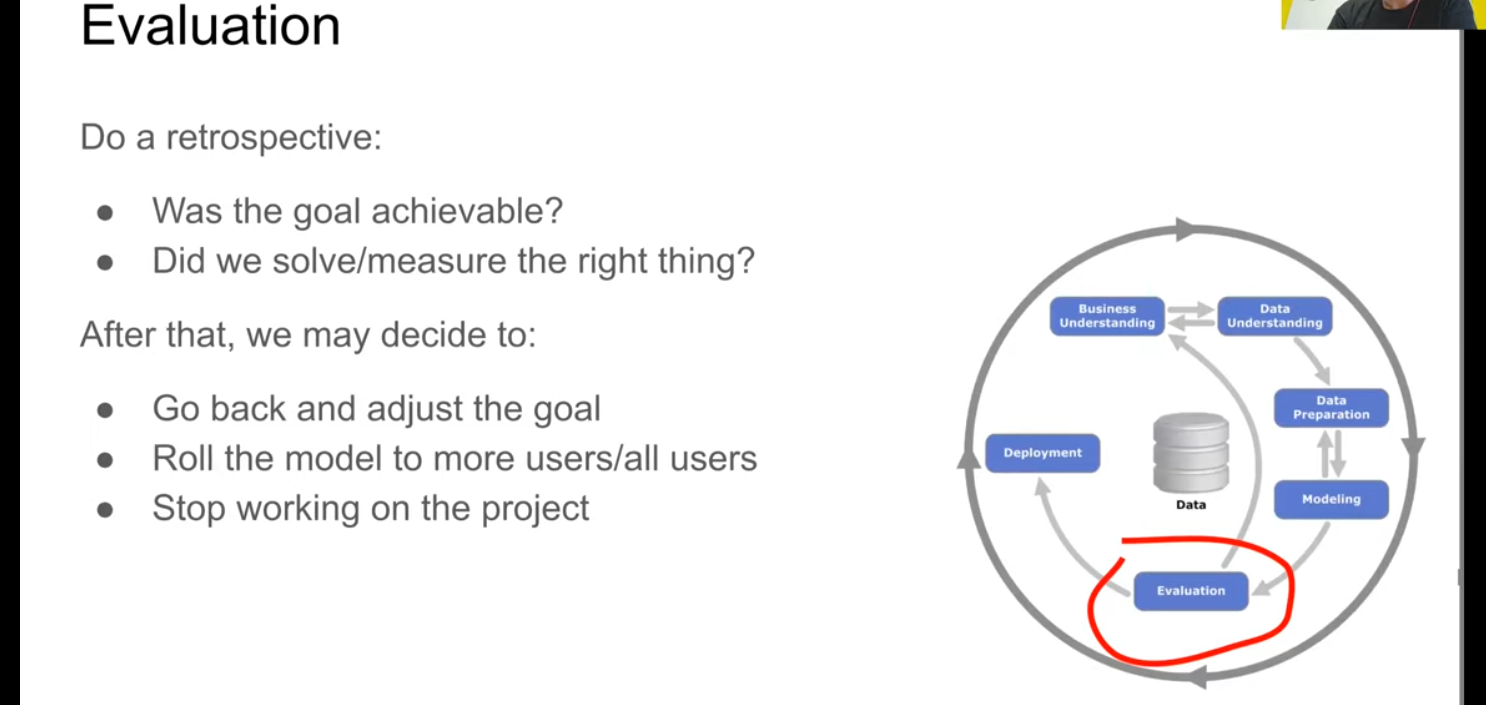 Evaluation
Do a retrospective:
● Was the goal achievable?
● Did we solve/measure the right thing?
After that, we may decide to:
● Go back and adjust the goal
● Roll the model to more users/all users
● Stop working on the project
Business
Understanding
Data
Understanding
Data
Preparation
Deployment
Data
Modeling
Evaluation